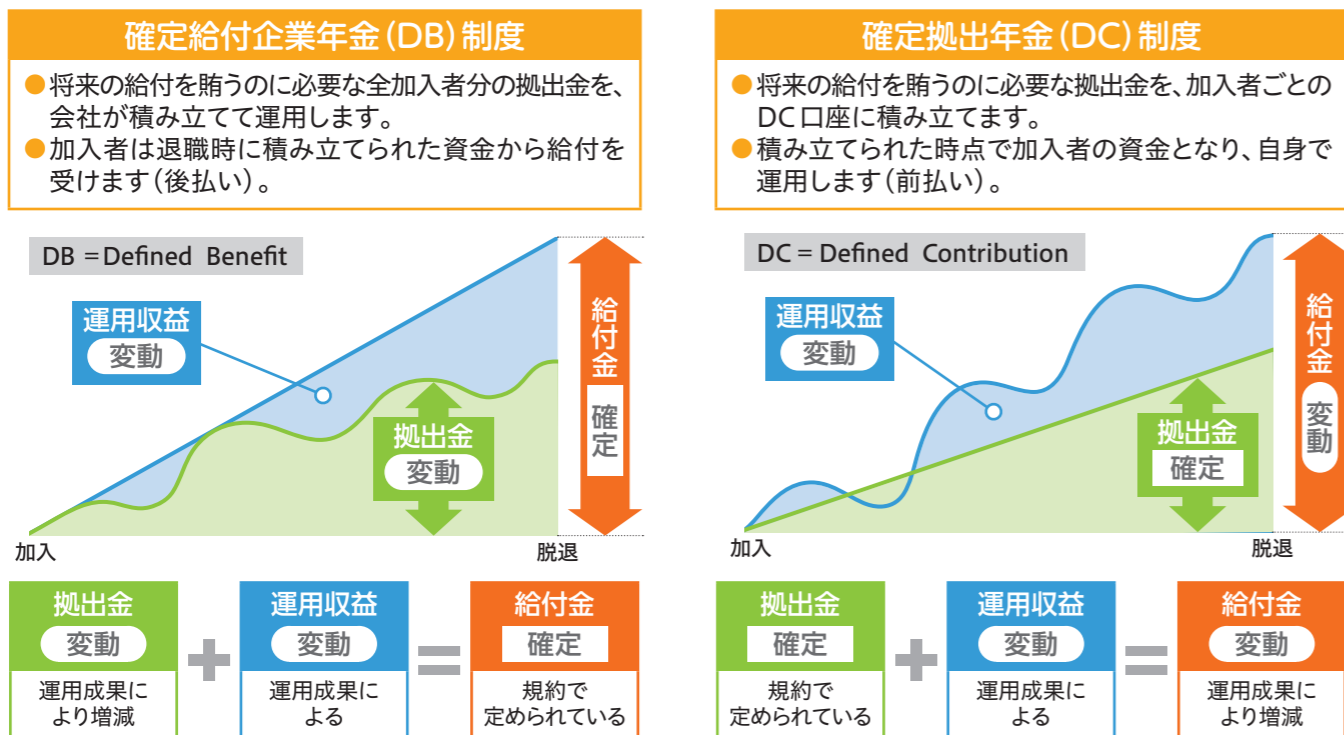 確定給付企業年金(DB)制度
●将来の給付を賄うのに必要な全加入者分の拠出金を、
会社が積み立てて運用します。
●加入者は退職時に積み立てられた資金から給付を
受けます(後払い)。
DB=Defined Benefit
運用収益
変動
拠出金
変動
給付金
確定
加入
脱退
拠出金
変動
運用成果に
より増減
+
運用収益
変動
運用成果に
よる
=
給付金
確定
規約で
定められている
確定拠出年金(DC)制度
●将来の給付を賄うのに必要な拠出金を、加入者ごとの
DC口座に積み立てます。
●積み立てられた時点で加入者の資金となり、自身で
運用します(前払い)。
DC=Defined Contribution
運用収益
変動
拠出金
確定
給付金
変動
加入
脱退
拠出金
確定
規約で
定められている
+
運用収益
変動
運用成果に
よる
=
給付金
変動
運用成果に
より増減